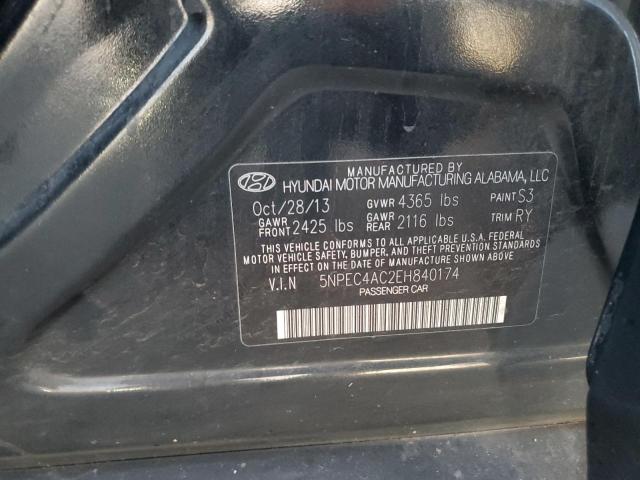 MANUFACTURED BY
HYUNDAI MOTOR MANUFACTURING ALABAMA, LLC
Oct/28/13 GVWR 4365 lbs PAINT S3
GAWR FRONT 2425 lbs GAWR REAR 2116 lbs TRIM RY
THIS VEHICLE CONFORMS TO ALL APPLICABLE U.S.A. FEDERAL
MOTOR VEHICLE SAFETY, BUMPER, AND THEFT PREVENTION STANDARDS
IN EFFECT ON THE DATE OF MANUFACTURE SHOWN ABOVE
V.I.N 5NPEC4AC2EH840174
PASSENGER CAR